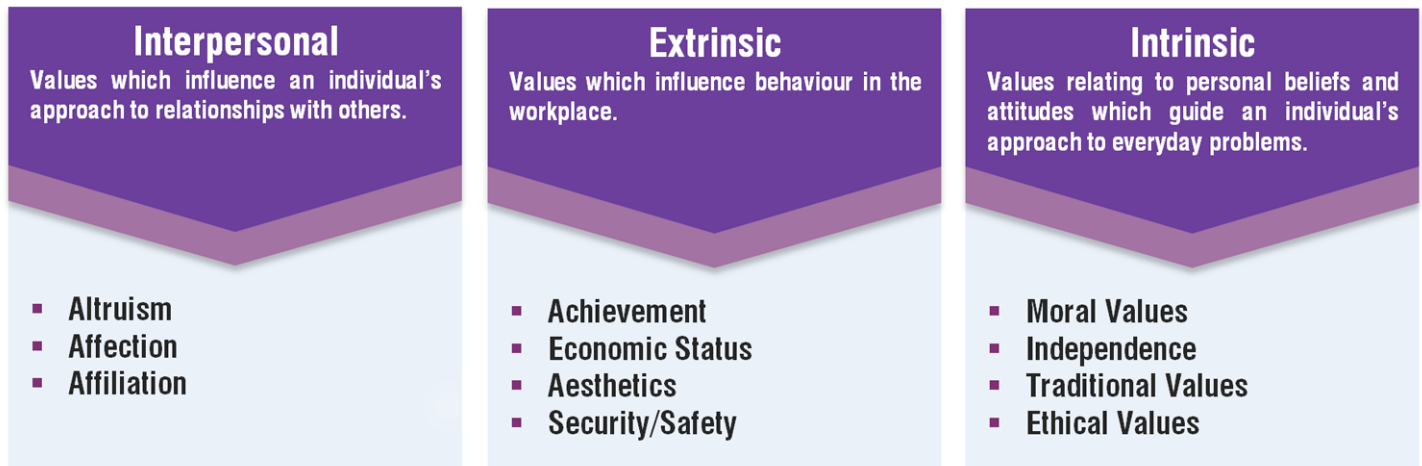 Interpersonal
Values which influence an individual's
approach to relationships with others.
▪ Altruism
▪ Affection
▪ Affiliation
Extrinsic
Values which influence behaviour in the
workplace.
▪ Achievement
▪ Economic Status
▪ Aesthetics
▪ Security/Safety
Intrinsic
Values relating to personal beliefs and
attitudes which guide an individual's
approach to everyday problems.
▪ Moral Values
▪ Independence
▪ Traditional Values
▪ Ethical Values